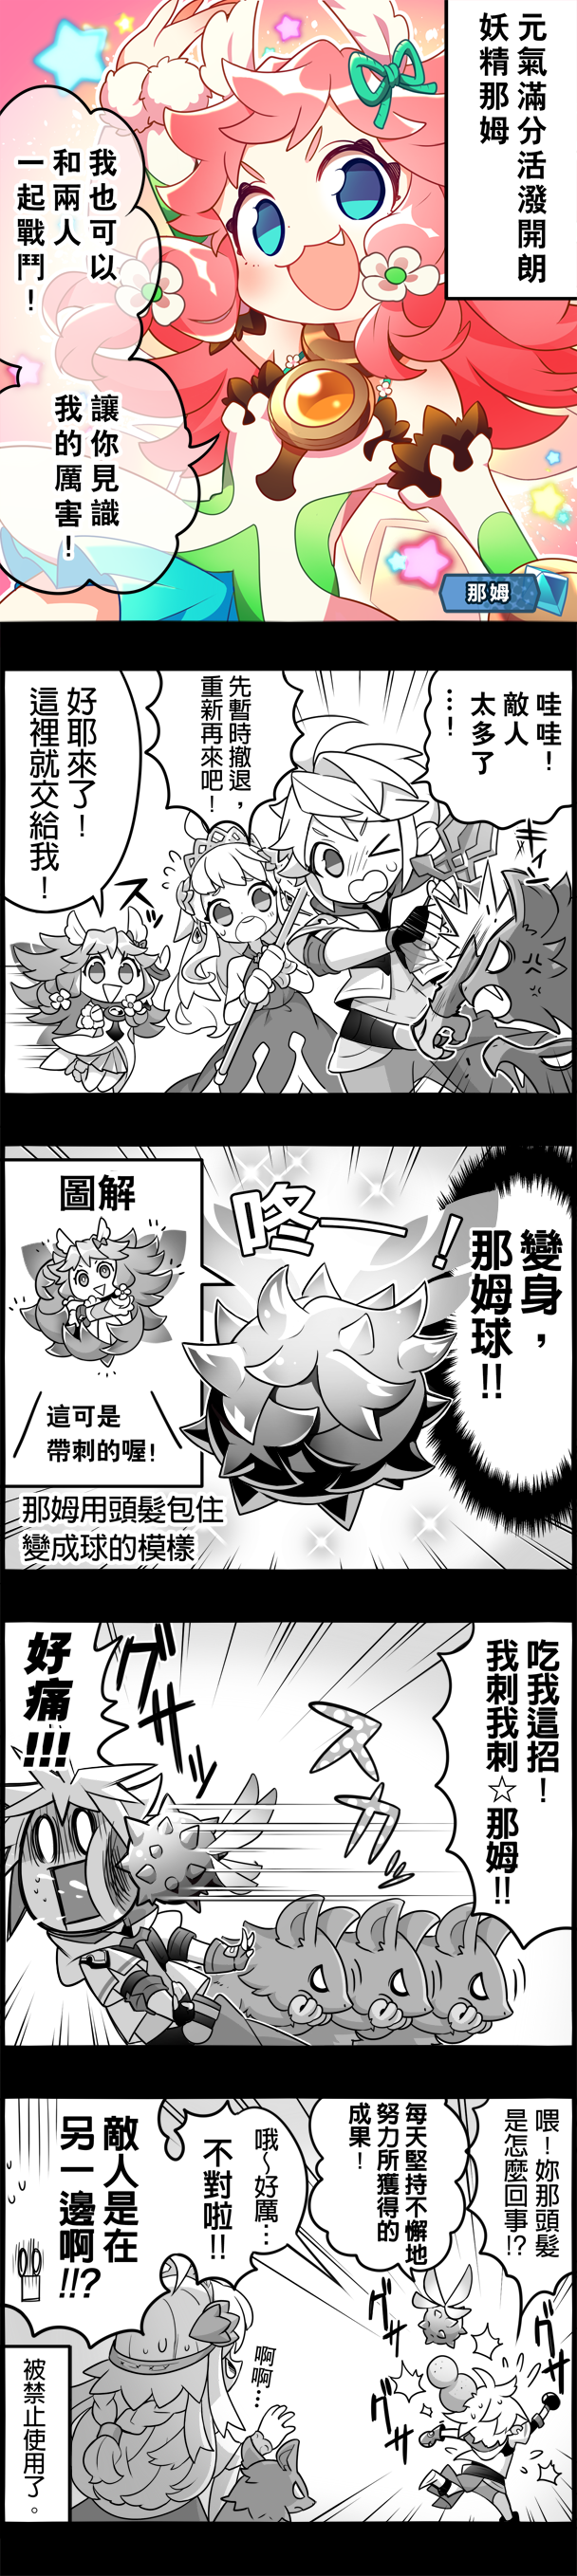 元氣滿分活潑開朗
妖精那姆
我也可以
和兩人
一起戰鬥！
讓你見識
我的厲害！
那姆
哇哇！
敵人
太多了
…！
先暫時撤退，
重新再來吧！
好耶來了！
這裡就交給我！
キィン
スッ
變身，
那姆球!!
咚一！
圖解
這可是
帶刺的喔!
那姆用頭髮包住
變成球的模樣
吃我這招！
我刺我刺☆那姆!!
スカ
グッ
好痛!!!
喂！妳那頭髮
是怎麼回事!?
每天堅持不懈地
努力所獲得的
成果！
哦～好厲…
不對啦!!
敵人是在
另一邊啊!!?
グッ
グッ
啊啊…
被禁止使用了。